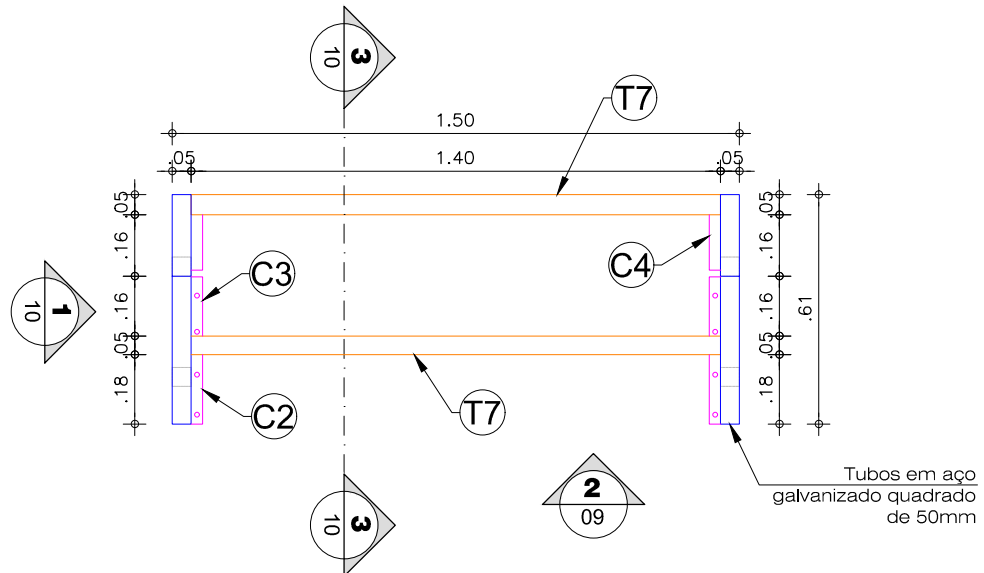 3
10
T7
1.50
.05
1.40
.05
.05
.16
.16
.05
.18
.05
.16
.16
.05
.18
.61
C3
C4
1
10
C2
T7
3
10
2
09
Tubos em aço
galvanizado quadrado
de 50mm